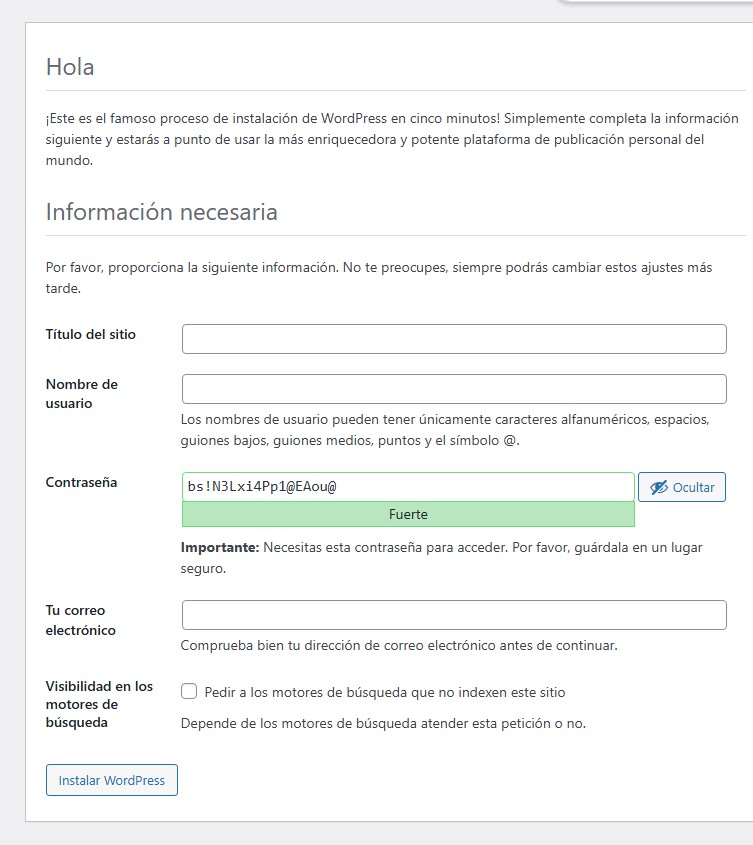 Hola
¡Este es el famoso proceso de instalación de WordPress en cinco minutos! Simplemente completa la información
siguiente y estarás a punto de usar la más enriquecedora y potente plataforma de publicación personal del
mundo.
Información necesaria
Por favor, proporciona la siguiente información. No te preocupes, siempre podrás cambiar estos ajustes más
tarde.
Título del sitio
Nombre de
usuario
Los nombres de usuario pueden tener únicamente caracteres alfanuméricos, espacios,
guiones bajos, guiones medios, puntos y el símbolo @.
Contraseña
bs!N3Lxi4Pp1@EAou@
Ocultar
Fuerte
Importante: Necesitas esta contraseña para acceder. Por favor, guárdala en un lugar
seguro.
Tu correo
electrónico
Comprueba bien tu dirección de correo electrónico antes de continuar.
Visibilidad en los
motores de
búsqueda
Pedir a los motores de búsqueda que no indexen este sitio
Depende de los motores de búsqueda atender esta petición o no.
Instalar WordPress